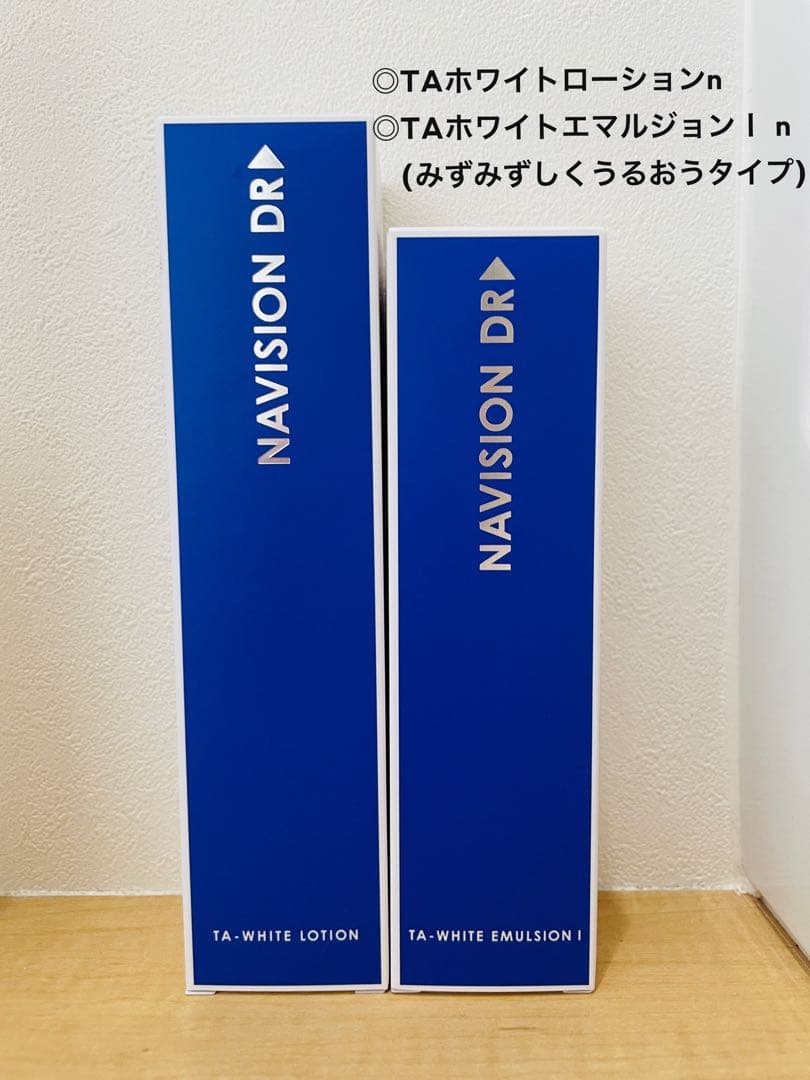 ◎TAホワイトローションn
◎TAホワイトエマルジョンⅠ n
(みずみずしくうるおうタイプ)
NAVISION DR
NAVISION DR
TA-WHITE LOTION
TA-WHITE EMULSION I